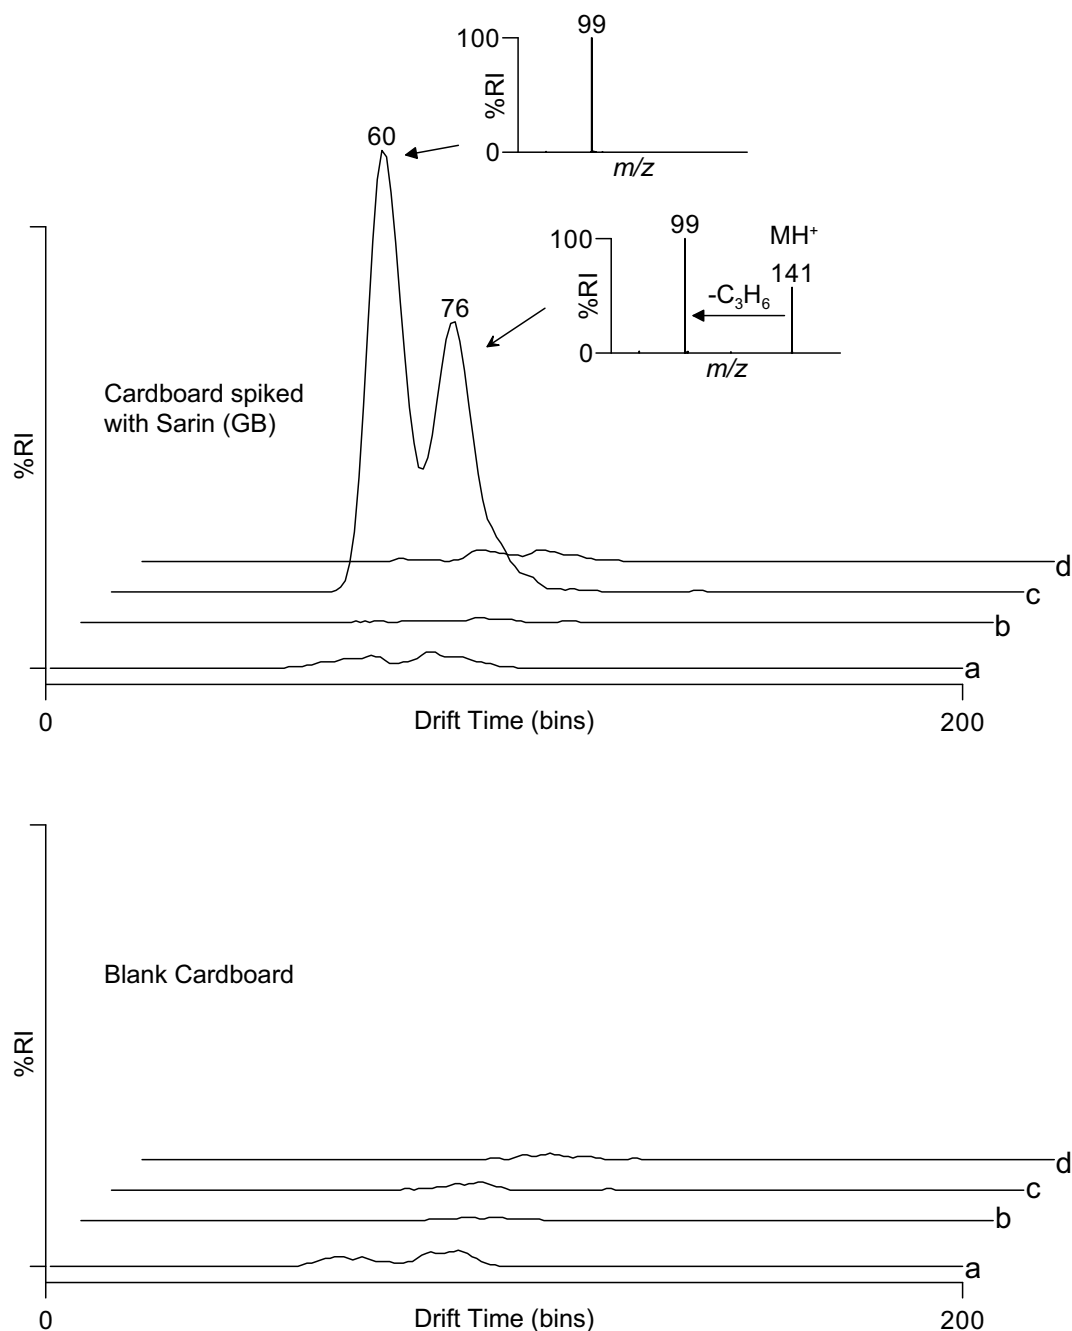 99
100
%RI
0
m/z
60
99
MH⁺
100
141
%RI
-C₃H₆
0
m/z
76
Cardboard spiked
with Sarin (GB)
%RI
d
c
b
a
0
Drift Time (bins)
200
Blank Cardboard
%RI
d
c
b
a
0
Drift Time (bins)
200